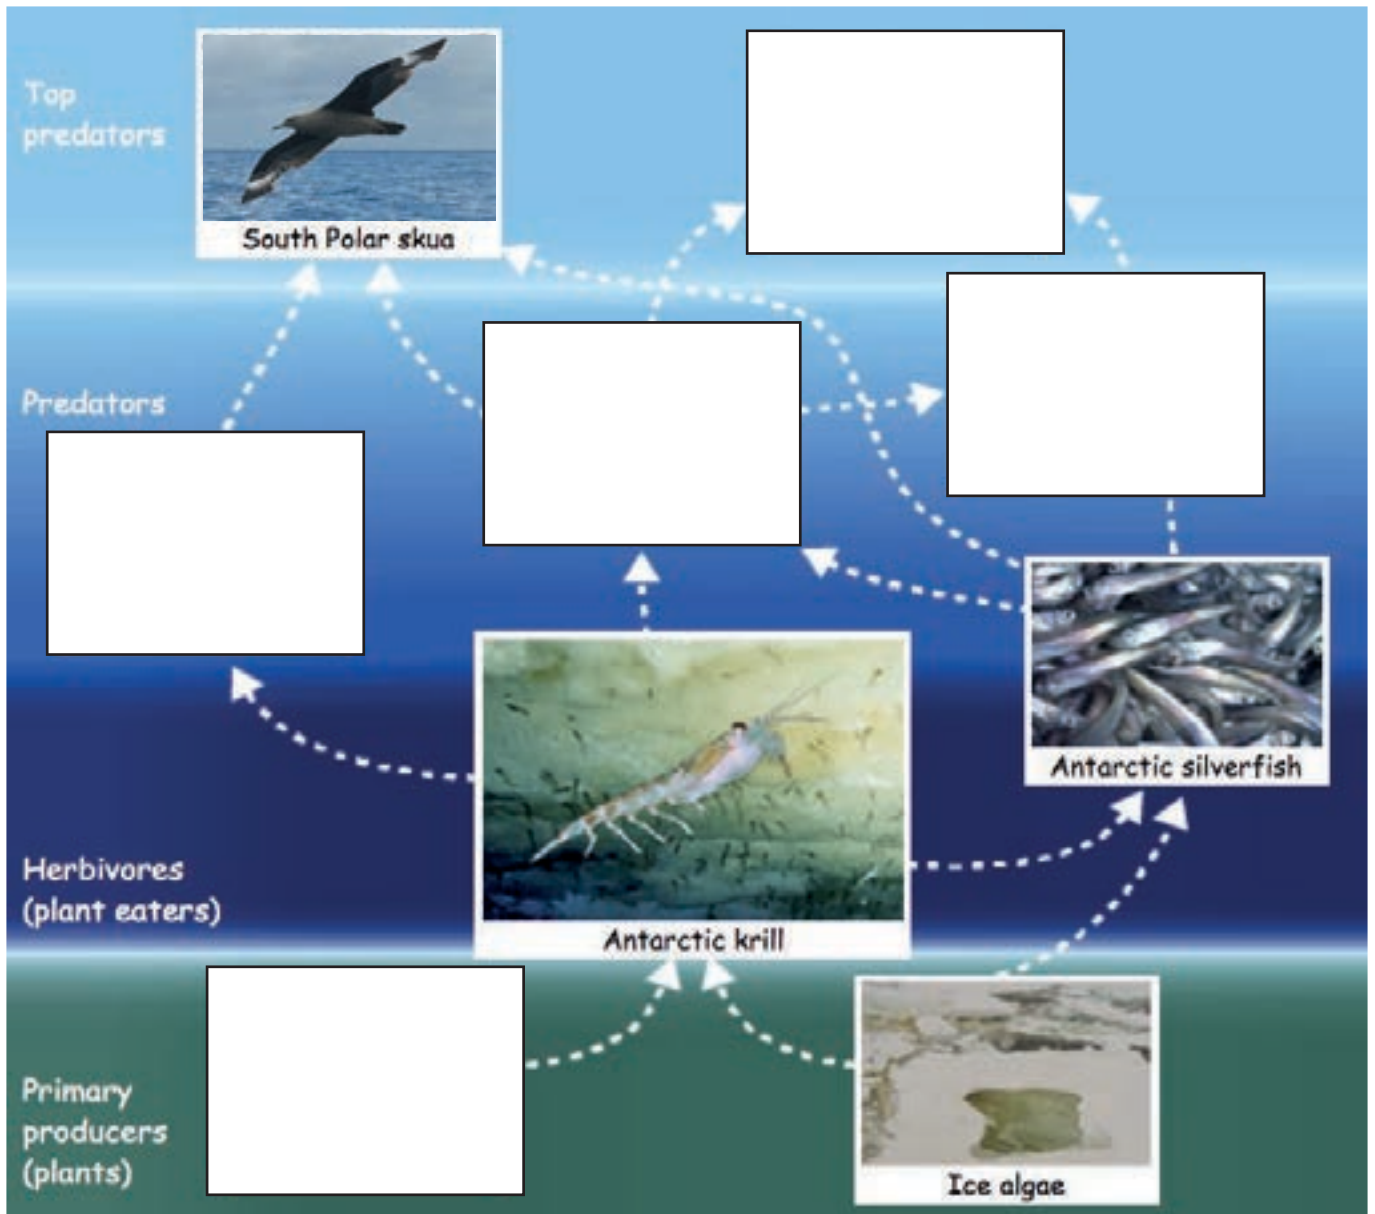 Top
predators
South Polar skua
Predators
Antarctic silverfish
Herbivores
(plant eaters)
Antarctic krill
Primary
producers
(plants)
Ice algae